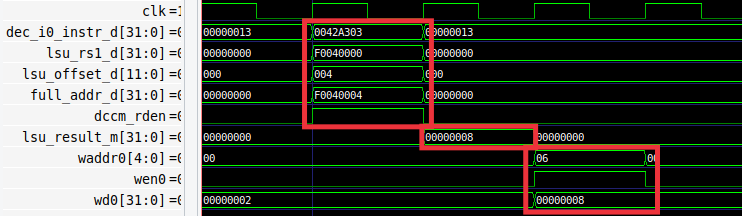 clk=1
dec_i0_instr_d[31:0]=0 00000013 0042A303 00000013
lsu_rs1_d[31:0]=0 00000000 F0040000 00000000
lsu_offset_d[11:0]=0 000 004 000
full_addr_d[31:0]=0 00000000 F0040004 00000000
dccm_rden=0
lsu_result_m[31:0]=0 00000000 00000008 00000000
waddr0[4:0]=0 00 06 00
wen0=0
wd0[31:0]=0 00000002 00000008